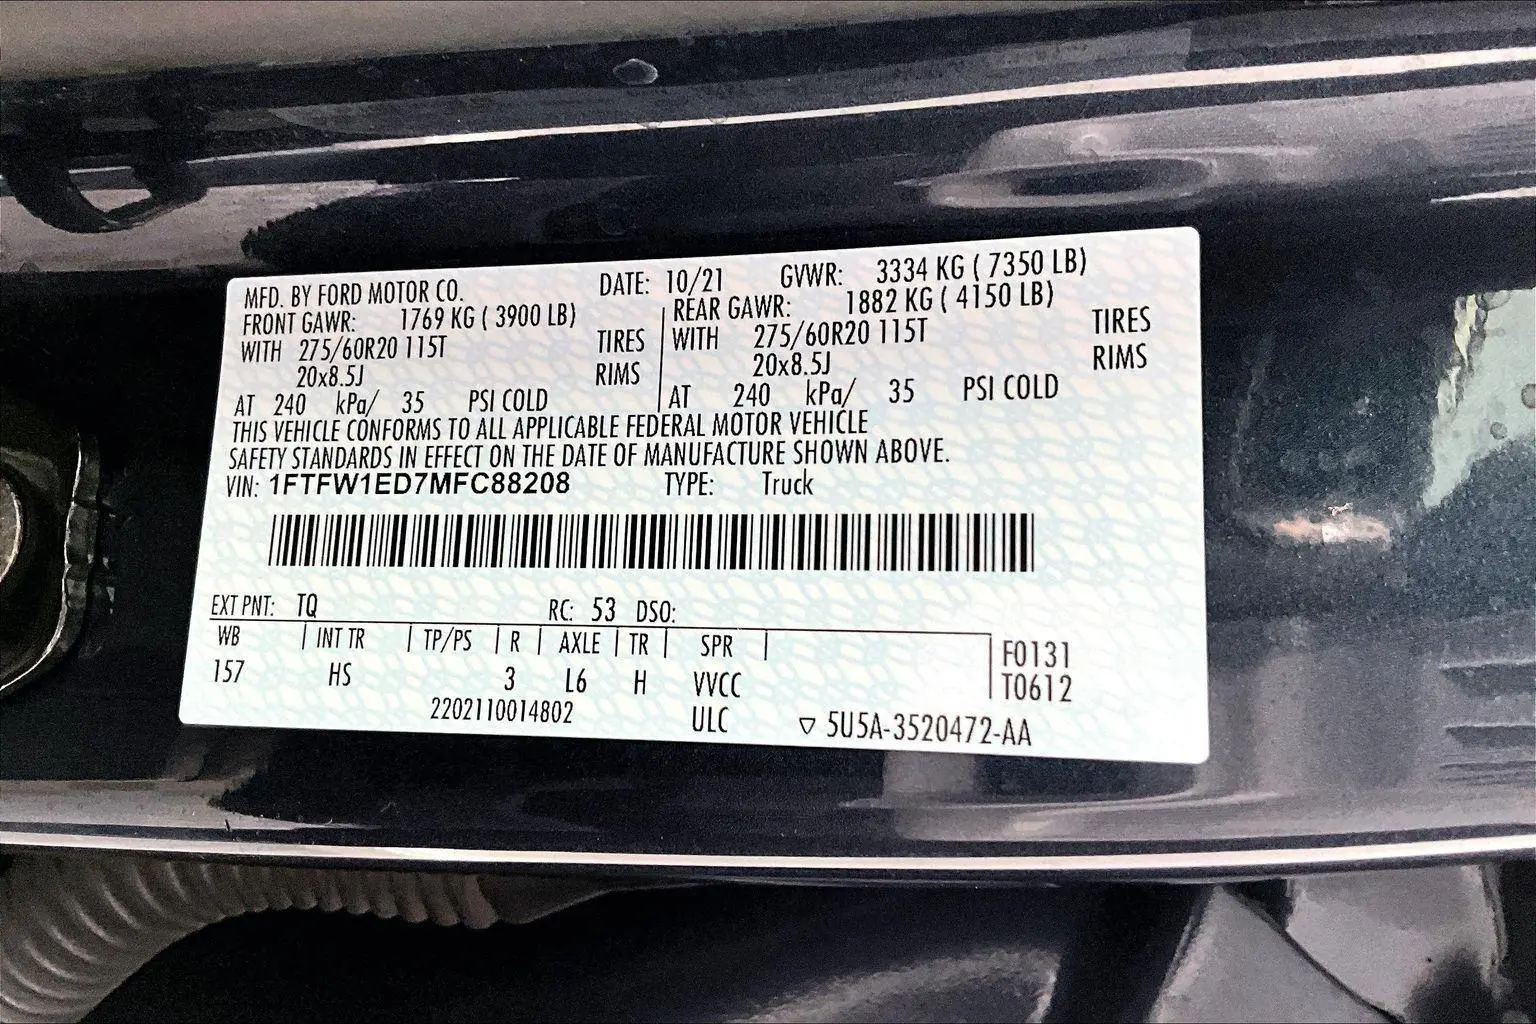 MFD. BY FORD MOTOR CO. DATE: 10/21 GVWR: 3334 KG ( 7350 LB)
FRONT GAWR: 1769 KG ( 3900 LB) REAR GAWR: 1882 KG ( 4150 LB)
WITH 275/60R20 115T TIRES WITH 275/60R20 115T TIRES
20x8.5J RIMS 20x8.5J RIMS
AT 240 kPa/ 35 PSI COLD AT 240 kPa/ 35 PSI COLD
THIS VEHICLE CONFORMS TO ALL APPLICABLE FEDERAL MOTOR VEHICLE
SAFETY STANDARDS IN EFFECT ON THE DATE OF MANUFACTURE SHOWN ABOVE.
VIN: 1FTFW1ED7MFC88208 TYPE: Truck
EXT PNT: TQ RC: 53 DSO:
WB INT TR TP/PS R AXLE TR SPR F0131
157 HS 3 L6 H VVCC T0612
2202110014802 ULC ▽ 5U5A-3520472-AA